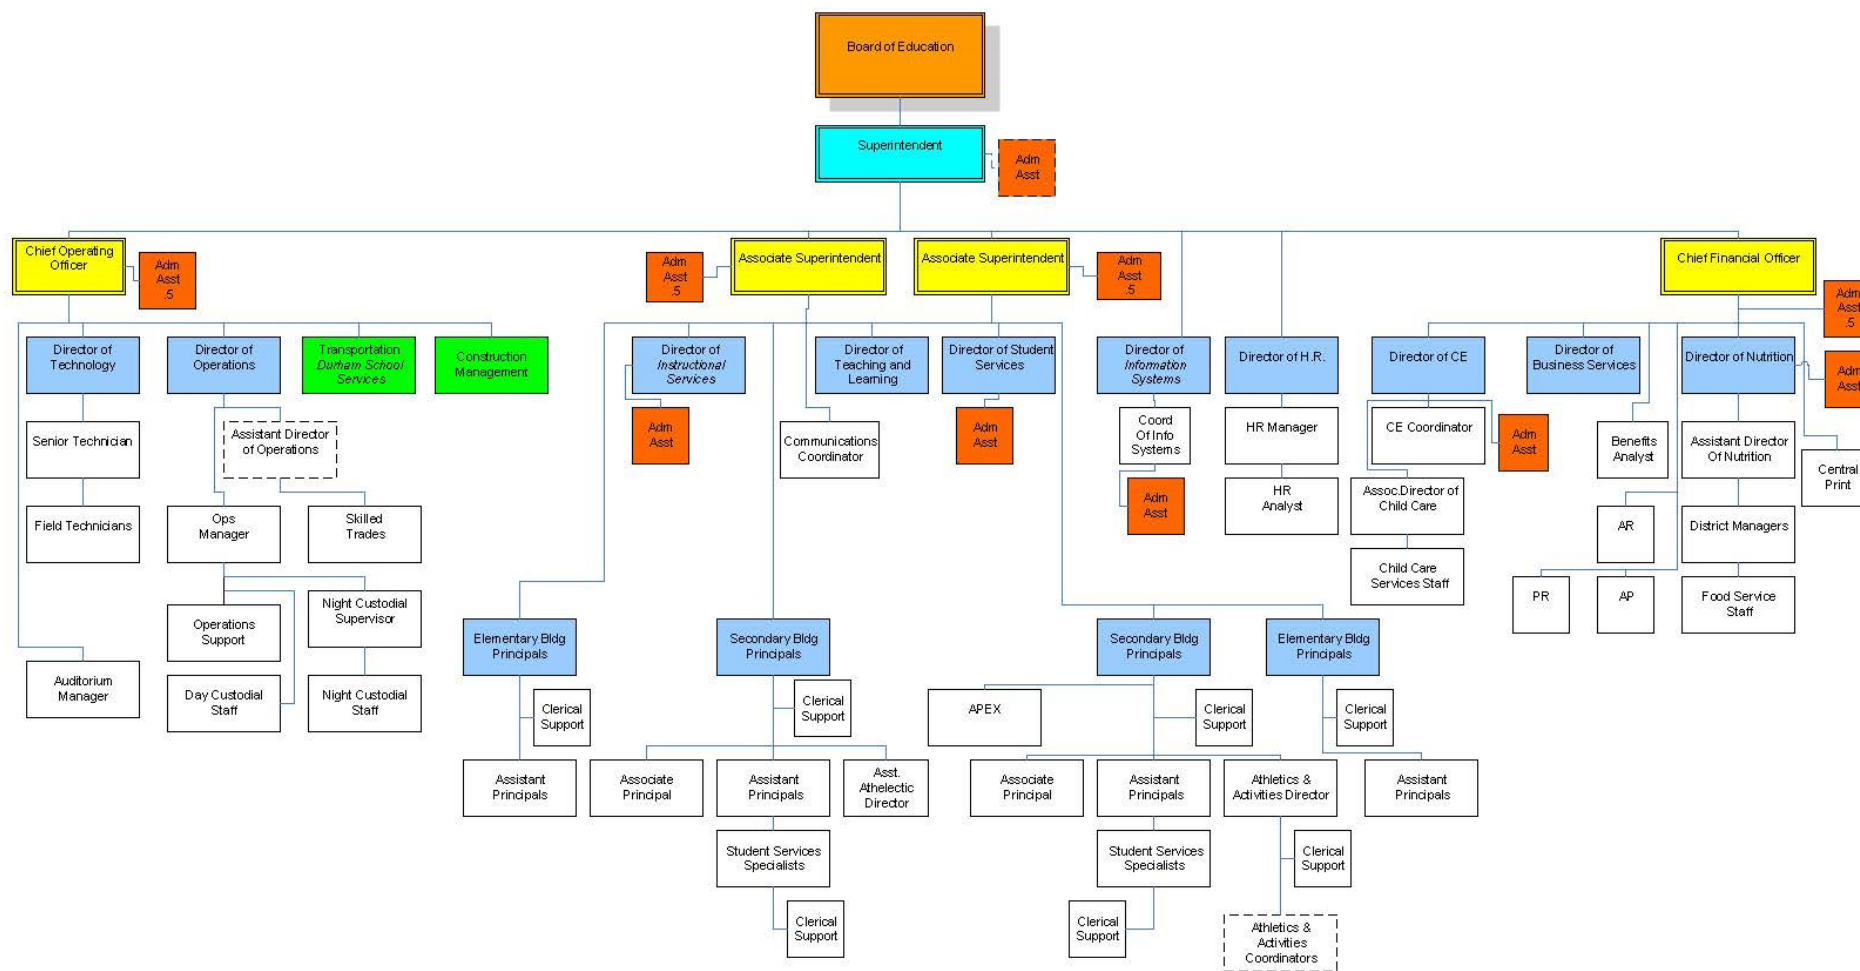 Board of Education
Superintendent
Adm
Asst
Chief Operating
Officer
Adm
Asst
.5
Adm
Asst
.5
Associate Superintendent
Associate Superintendent
Adm
Asst
.5
Chief Financial Officer
Adm
Asst
.5
Director of
Technology
Director of
Operations
Transportation
Durham School
Services
Construction
Management
Director of
Instructional Services
Director of
Teaching and
Learning
Director of Student
Services
Director of
Information
Systems
Director of H.R.
Director of CE
Director of
Business Services
Director of Nutrition
Adm
Asst
Senior Technician
Assistant Director
of Operations
Adm
Asst
Communications
Coordinator
Adm
Asst
Coord
Of Info
Systems
HR Manager
CE Coordinator
Adm
Asst
Benefits
Analyst
Assistant Director
Of Nutrition
Central
Print
Field Technicians
Ops
Manager
Skilled
Trades
Adm
Asst
HR
Analyst
Assoc.Director of
Child Care
AR
District Managers
Child Care
Services Staff
PR
AP
Food Service
Staff
Operations
Support
Night Custodial
Supervisor
Elementary Bldg
Principals
Secondary Bldg
Principals
Secondary Bldg
Principals
Elementary Bldg
Principals
Auditorium
Manager
Day Custodial
Staff
Night Custodial
Staff
Clerical
Support
Clerical
Support
APEX
Clerical
Support
Clerical
Support
Assistant
Principals
Associate
Principal
Assistant
Principals
Asst.
Athelectic
Director
Associate
Principal
Assistant
Principals
Athletics &
Activities Director
Assistant
Principals
Student Services
Specialists
Student Services
Specialists
Clerical
Support
Clerical
Support
Clerical
Support
Athletics &
Activities
Coordinators